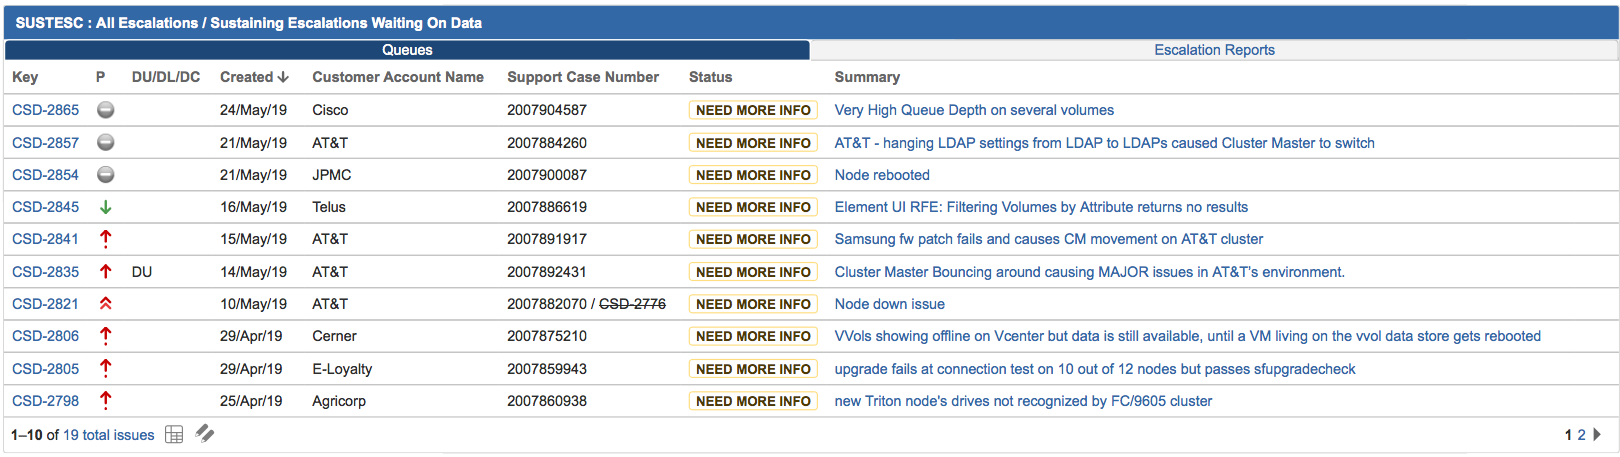 SUSTESC : All Escalations / Sustaining Escalations Waiting On Data
Queues Escalation Reports
Key P DU/DL/DC Created Customer Account Name Support Case Number Status Summary
CSD-2865 24/May/19 Cisco 2007904587 NEED MORE INFO Very High Queue Depth on several volumes
CSD-2857 21/May/19 AT&T 2007884260 NEED MORE INFO AT&T - hanging LDAP settings from LDAP to LDAPs caused Cluster Master to switch
CSD-2854 21/May/19 JPMC 2007900087 NEED MORE INFO Node rebooted
CSD-2845 16/May/19 Telus 2007886619 NEED MORE INFO Element UI RFE: Filtering Volumes by Attribute returns no results
CSD-2841 15/May/19 AT&T 2007891917 NEED MORE INFO Samsung fw patch fails and causes CM movement on AT&T cluster
CSD-2835 DU 14/May/19 AT&T 2007892431 NEED MORE INFO Cluster Master Bouncing around causing MAJOR issues in AT&T's environment.
CSD-2821 10/May/19 AT&T 2007882070 / CSD-2776 NEED MORE INFO Node down issue
CSD-2806 29/Apr/19 Cerner 2007875210 NEED MORE INFO VVols showing offline on Vcenter but data is still available, until a VM living on the vvol data store gets rebooted
CSD-2805 29/Apr/19 E-Loyalty 2007859943 NEED MORE INFO upgrade fails at connection test on 10 out of 12 nodes but passes sfupgradecheck
CSD-2798 25/Apr/19 Agricorp 2007860938 NEED MORE INFO new Triton node's drives not recognized by FC/9605 cluster
1–10 of 19 total issues 1 2